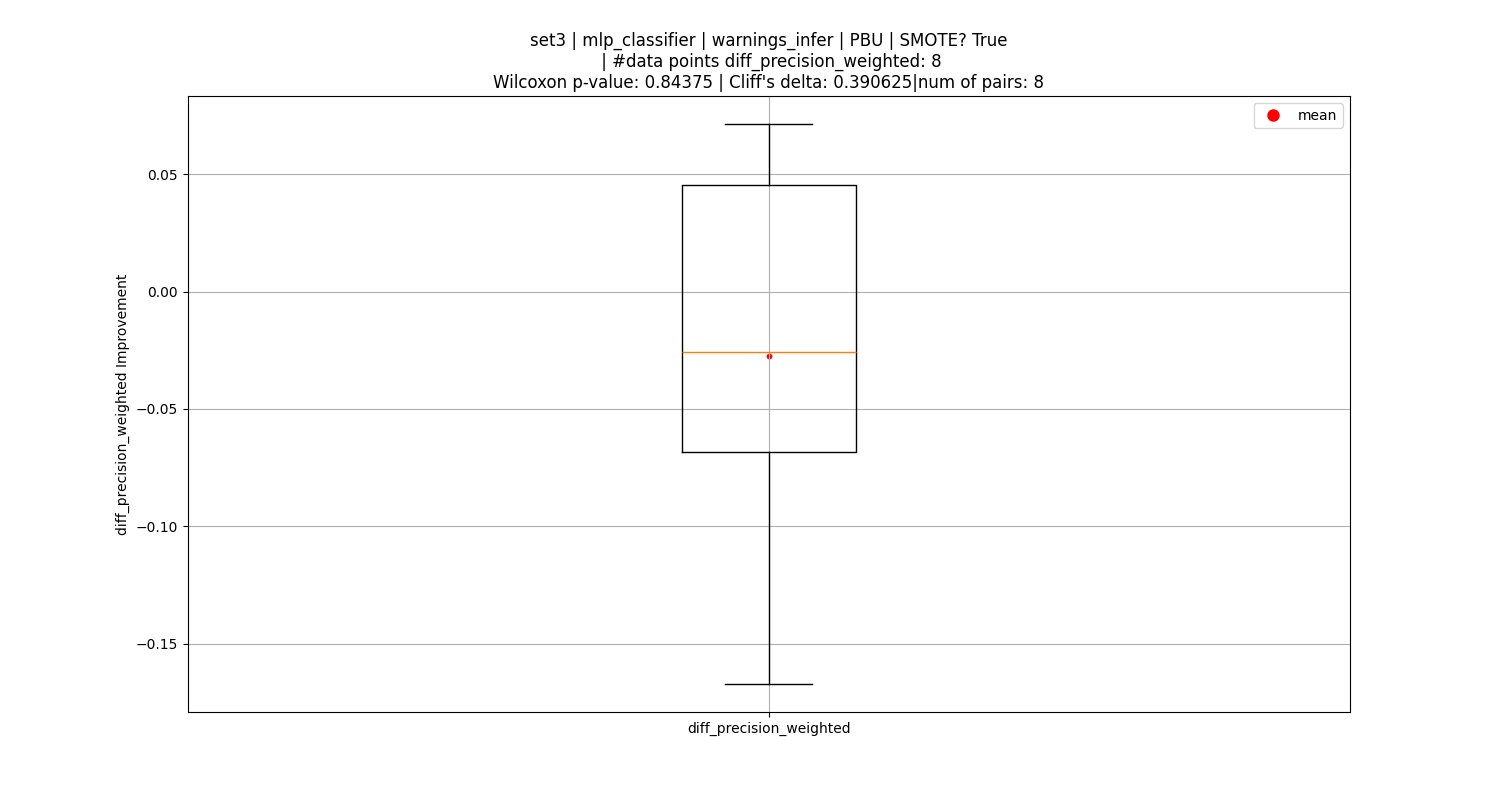 set3 | mlp_classifier | warnings_infer | PBU | SMOTE? True
| #data points diff_precision_weighted: 8
Wilcoxon p-value: 0.84375 | Cliff's delta: 0.390625|num of pairs: 8
mean
0.05
0.00
−0.05
−0.10
−0.15
diff_precision_weighted Improvement
diff_precision_weighted